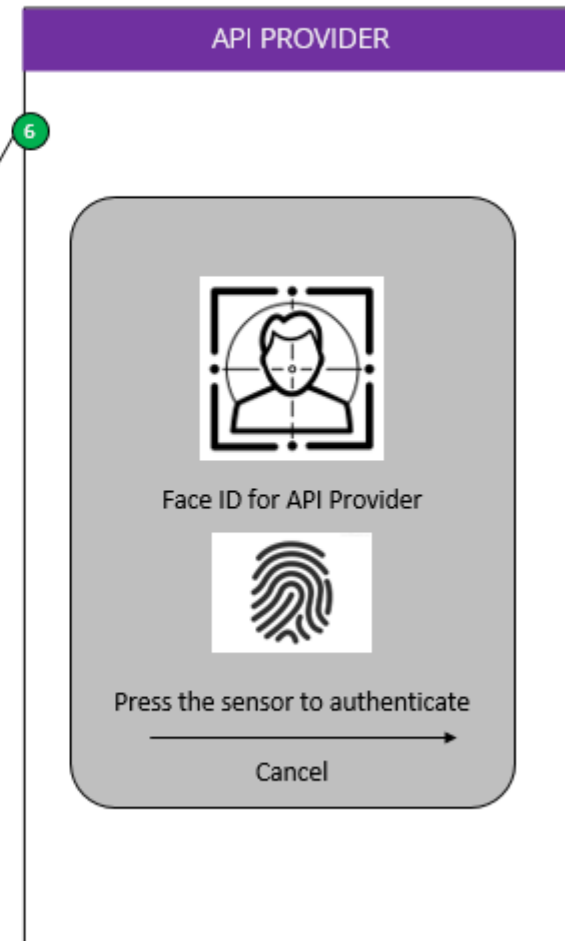 API PROVIDER
6
Face ID for API Provider
Press the sensor to authenticate
Cancel